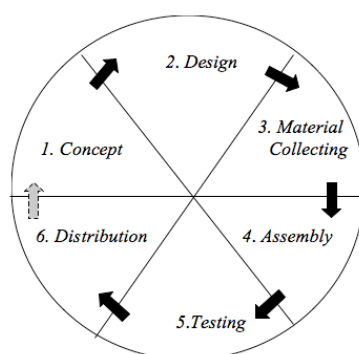 1. Concept
2. Design
3. Material
Collecting
4. Assembly
5.Testing
6. Distribution